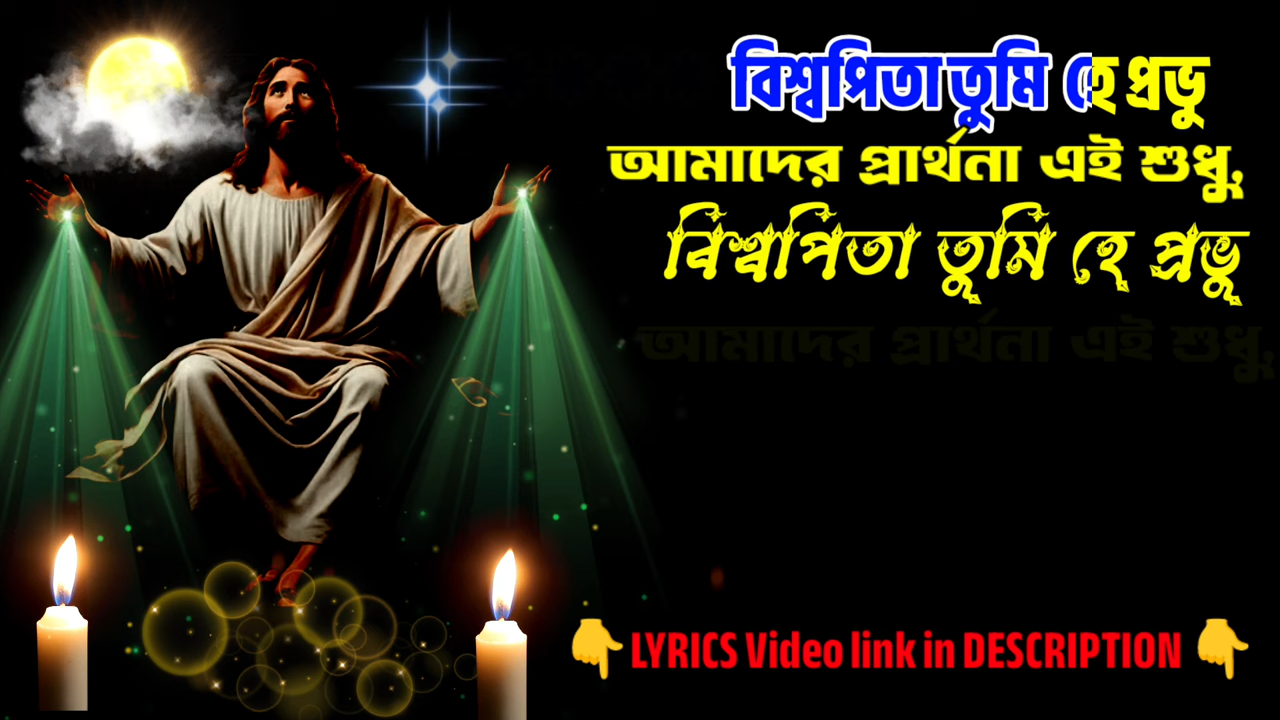 বিশ্বপিতা তুমি হে প্রভু
আমাদের প্রার্থনা এই শুধু,
বিশ্বপিতা তুমি হে প্রভু
আমাদের প্রার্থনা এই শুধু,
👇LYRICS Video link in DESCRIPTION 👇